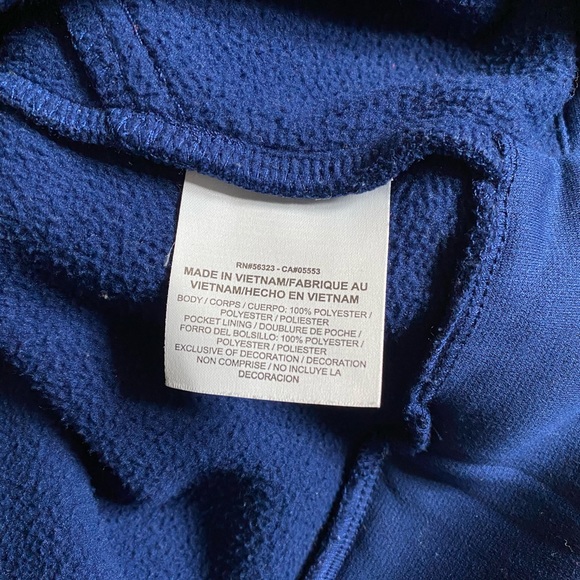 RN#56323 - CA#05553
MADE IN VIETNAM/FABRIQUE AU
VIETNAM/HECHO EN VIETNAM
BODY / CORPS / CUERPO: 100% POLYESTER /
POLYESTER / POLIESTER
POCKET LINING / DOUBLURE DE POCHE /
FORRO DEL BOLSILLO: 100% POLYESTER /
POLYESTER / POLIESTER
EXCLUSIVE OF DECORATION / DECORATION
NON COMPRISE / NO INCLUYE LA
DECORACION